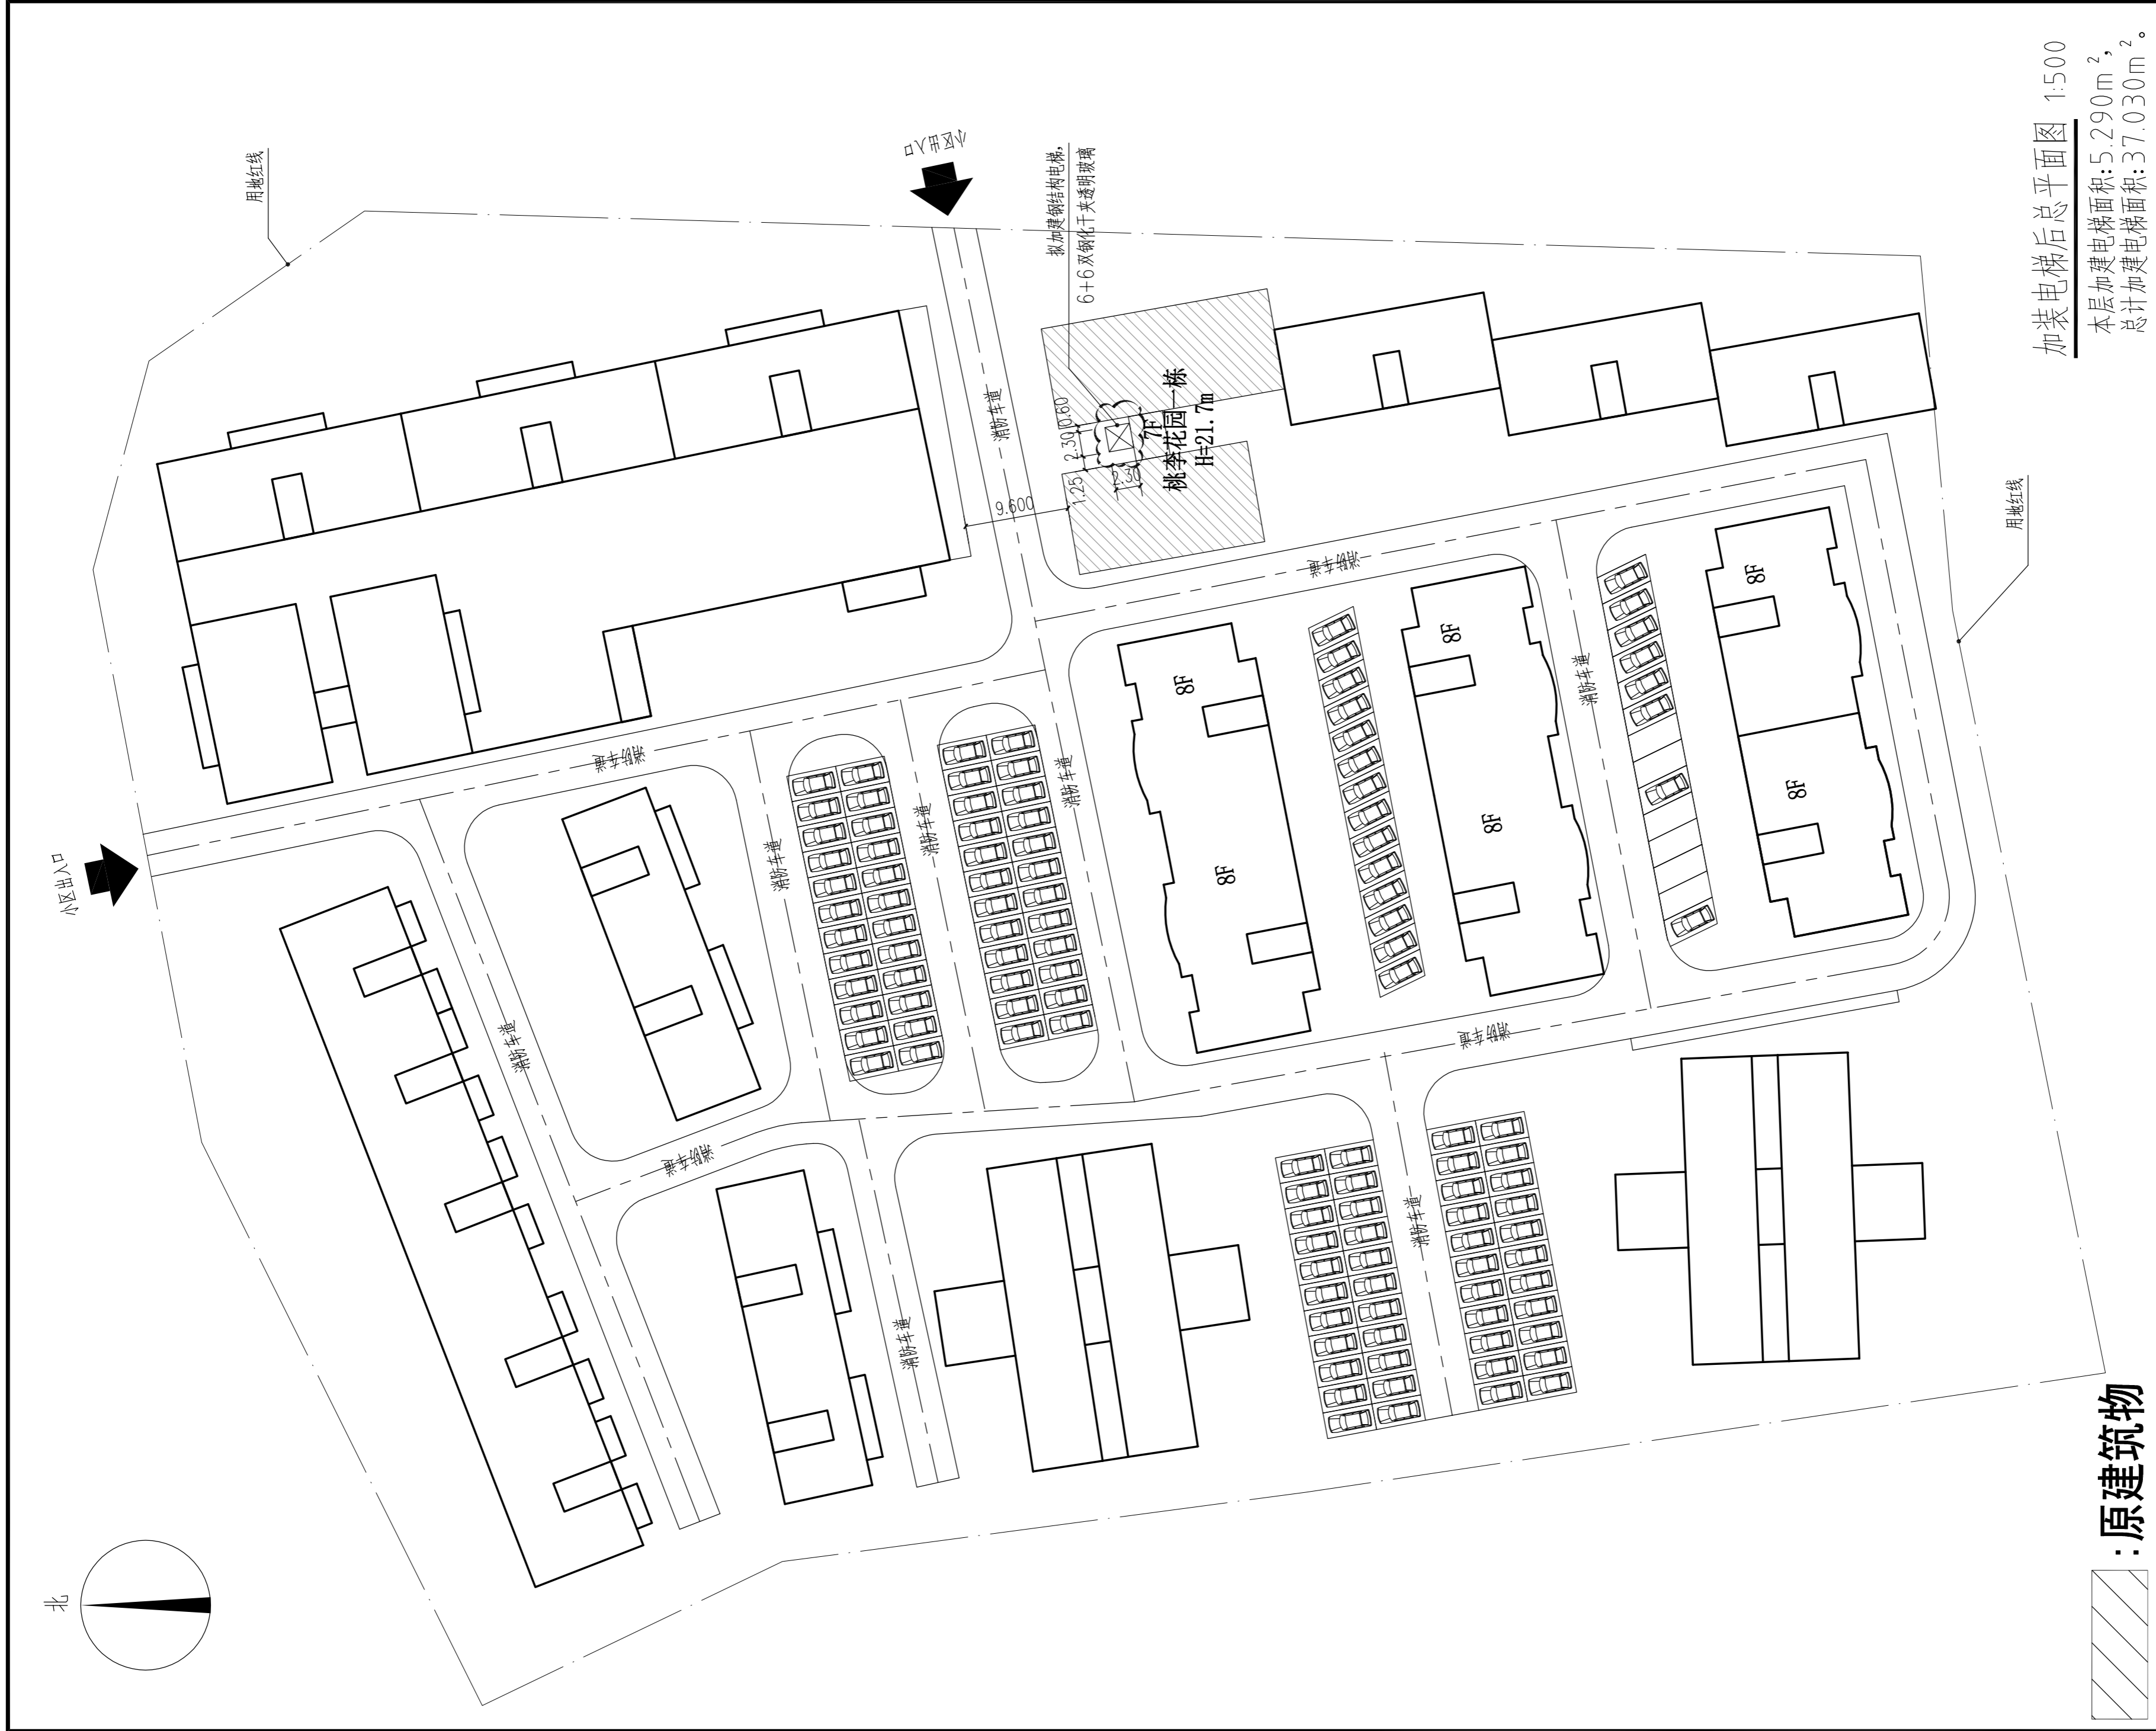 加装电梯后总平面图 1:500
本层加建电梯面积:5.290m²,
总计加建电梯面积:37.030m²。
用地红线
小区出入口
拟加建钢结构电梯,
6+6双钢化干夹透明玻璃
消防车道
0.60
2.30
1.25
2.30
9.600
7F
桃李花园一栋
H=21.7m
消防车道
8F
8F
消防车道
8F
8F
8F
8F
用地红线
小区出入口
消防车道
消防车道
消防车道
消防车道
消防车道
消防车道
消防车道
消防车道
消防车道
北
:原建筑物